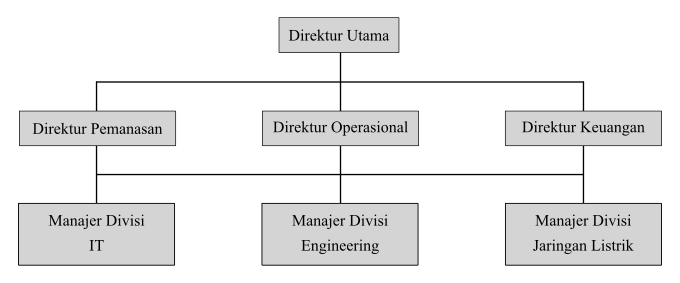 Direktur Utama
Direktur Pemanasan
Direktur Operasional
Direktur Keuangan
Manajer Divisi
IT
Manajer Divisi
Engineering
Manajer Divisi
Jaringan Listrik